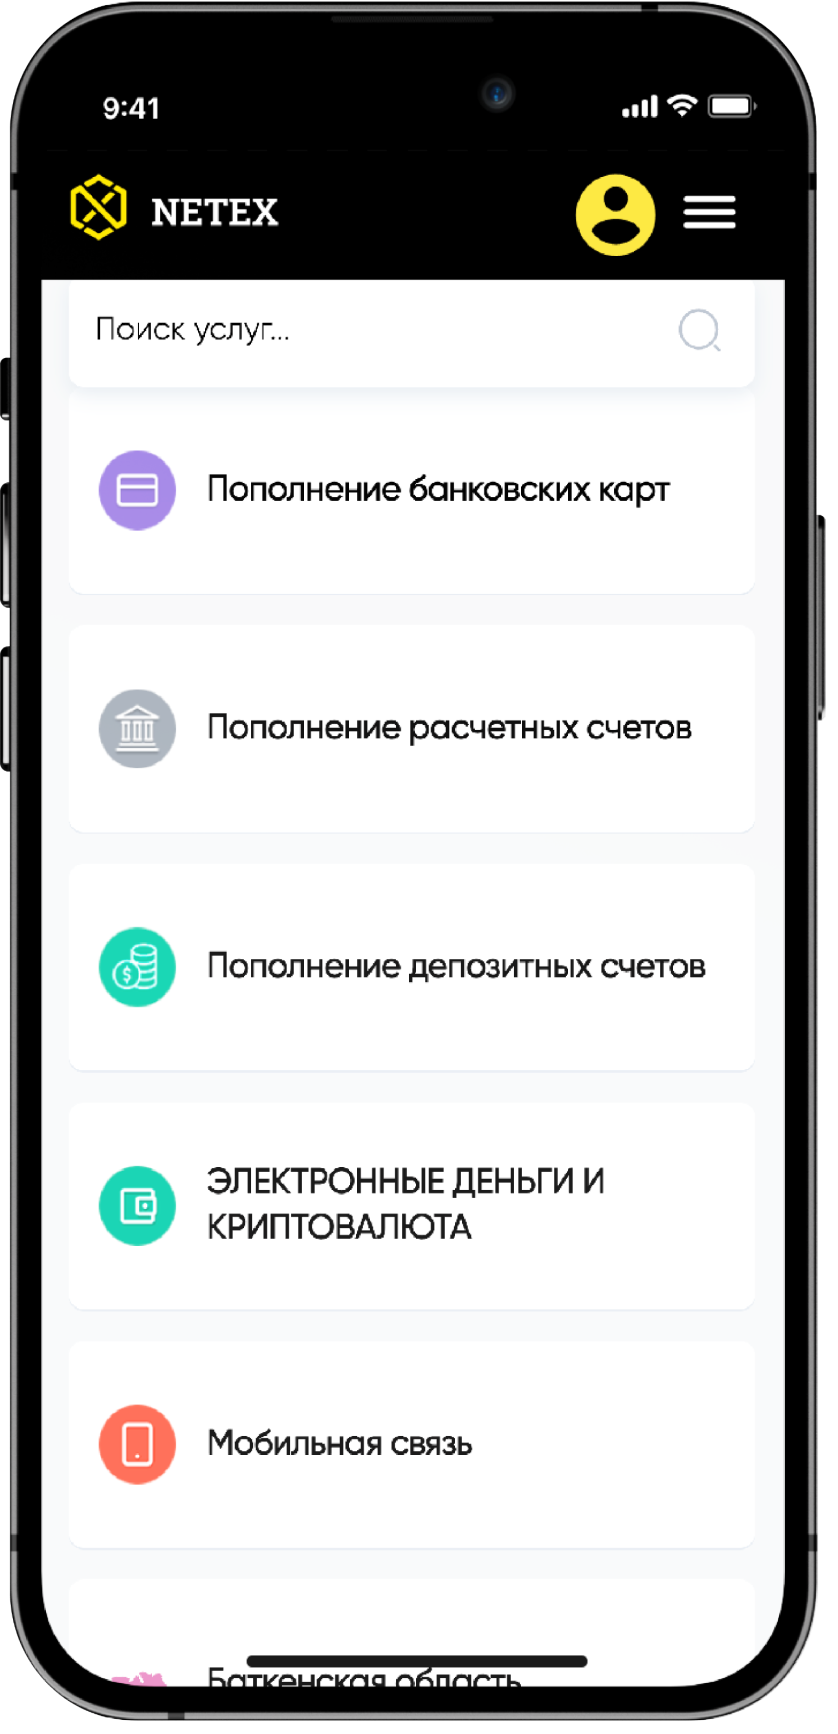 9:41
NETEX
Поиск услуг...
Пополнение банковских карт
Пополнение расчетных счетов
Пополнение депозитных счетов
ЭЛЕКТРОННЫЕ ДЕНЬГИ И
КРИПТОВАЛЮТА
Мобильная связь
Баткенская область